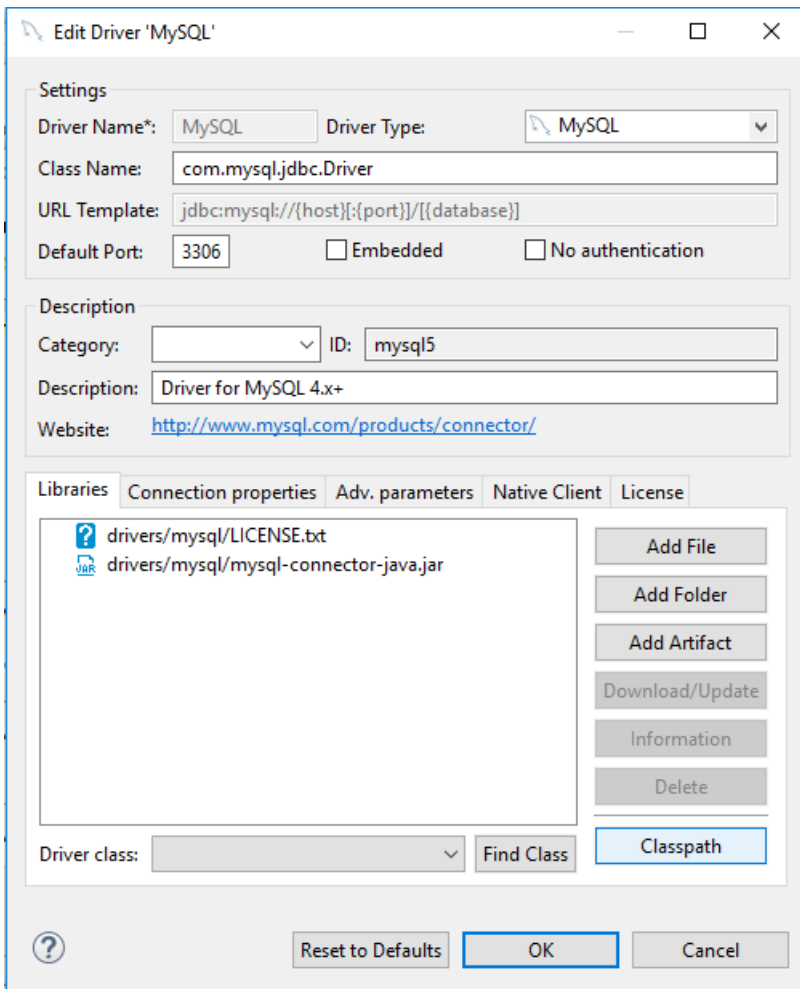 Edit Driver 'MySQL'
Settings
Driver Name*: MySQL Driver Type: MySQL
Class Name: com.mysql.jdbc.Driver
URL Template: jdbc:mysql://{host}[:{port}]/[{database}]
Default Port: 3306 Embedded No authentication
Description
Category: ID: mysql5
Description: Driver for MySQL 4.x+
Website: http://www.mysql.com/products/connector/
Libraries Connection properties Adv. parameters Native Client License
? drivers/mysql/LICENSE.txt
JAR drivers/mysql/mysql-connector-java.jar
Add File
Add Folder
Add Artifact
Download/Update
Information
Delete
Classpath
Driver class: Find Class
? Reset to Defaults OK Cancel